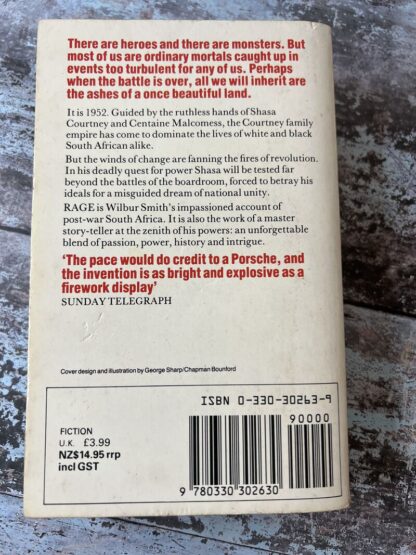 There are heroes and there are monsters. But
most of us are ordinary mortals caught up in
events too turbulent for any of us. Perhaps
when the battle is over, all we will inherit are
the ashes of a once beautiful land.
It is 1952. Guided by the ruthless hands of Shasa
Courtney and Centaine Malcomess, the Courtney family
empire has come to dominate the lives of white and black
South African alike.
But the winds of change are fanning the fires of revolution.
In his deadly quest for power Shasa will be tested far
beyond the battles of the boardroom, forced to betray his
ideals for a misguided dream of national unity.
RAGE is Wilbur Smith's impassioned account of
post-war South Africa. It is also the work of a master
story-teller at the zenith of his powers: an unforgettable
blend of passion, power, history and intrigue.
'The pace would do credit to a Porsche, and
the invention is as bright and explosive as a
firework display'
SUNDAY TELEGRAPH
Cover design and illustration by George Sharp/Chapman Bounford
ISBN 0-330-30263-9
90000
FICTION
U.K. £3.99
NZ$14.95 rrp
incl GST
9 780330 302630